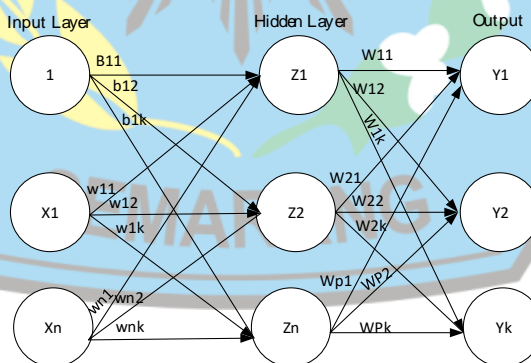 Input Layer Hidden Layer Output
B11 W11
1 Z1 Y1
b12 W12
b1k W1k
w11 W21
X1 w12 Z2 W22 Y2
w1k W2k
SEMARANG
wn1 wn2 Wp1 WP2
Xn wnk Zn WPk Yk